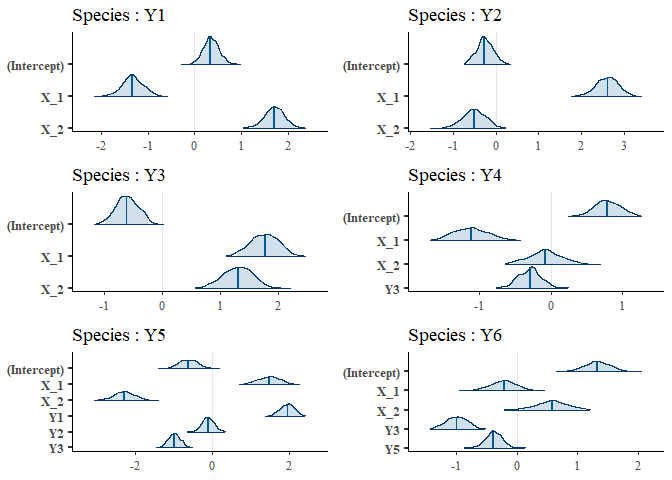 Species : Y1
(Intercept)
X_1
X_2
-2 -1 0 1 2
Species : Y2
(Intercept)
X_1
X_2
-2 -1 0 1 2 3
Species : Y3
(Intercept)
X_1
X_2
-1 0 1 2
Species : Y4
(Intercept)
X_1
X_2
Y3
-1 0 1
Species : Y5
(Intercept)
X_1
X_2
Y1
Y2
Y3
-2 0 2
Species : Y6
(Intercept)
X_1
X_2
Y3
Y5
-1 0 1 2